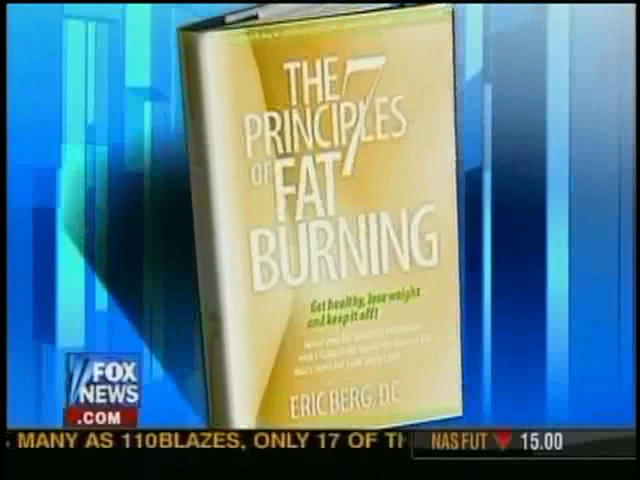 THE 7
PRINCIPLES
OF FAT
BURNING
Get healthy, lose weight
and keep it off!
ERIC BERG, DC
FOX
NEWS
.COM
MANY AS 110BLAZES, ONLY 17 OF
NAS FUT 15.00